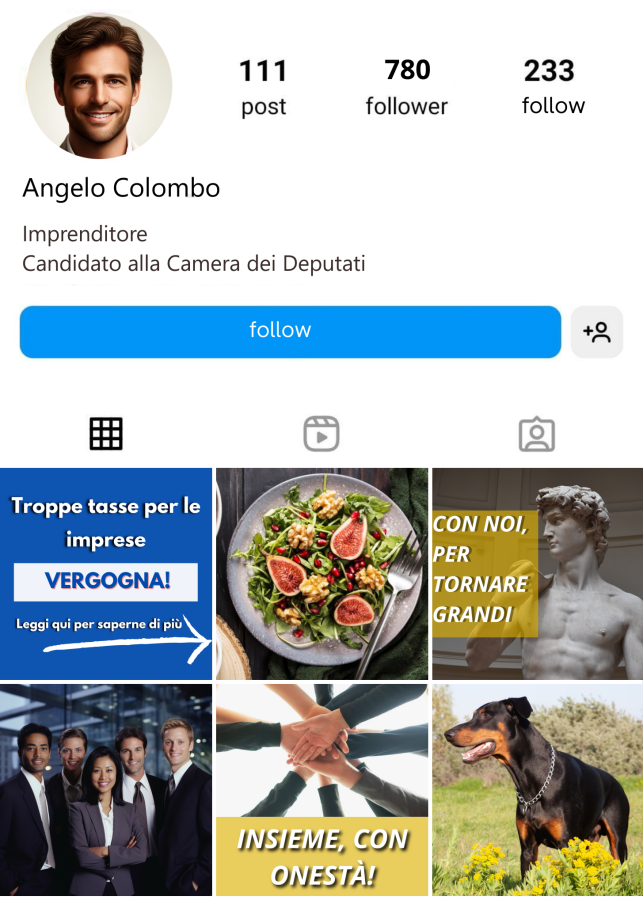 111
780
233
post
follower
follow
Angelo Colombo
Imprenditore
Candidato alla Camera dei Deputati
follow
Troppe tasse per le
imprese
VERGOGNA!
Leggi qui per saperne di più
CON NOI,
PER
TORNARE
GRANDI
INSIEME, CON
ONESTÀ!